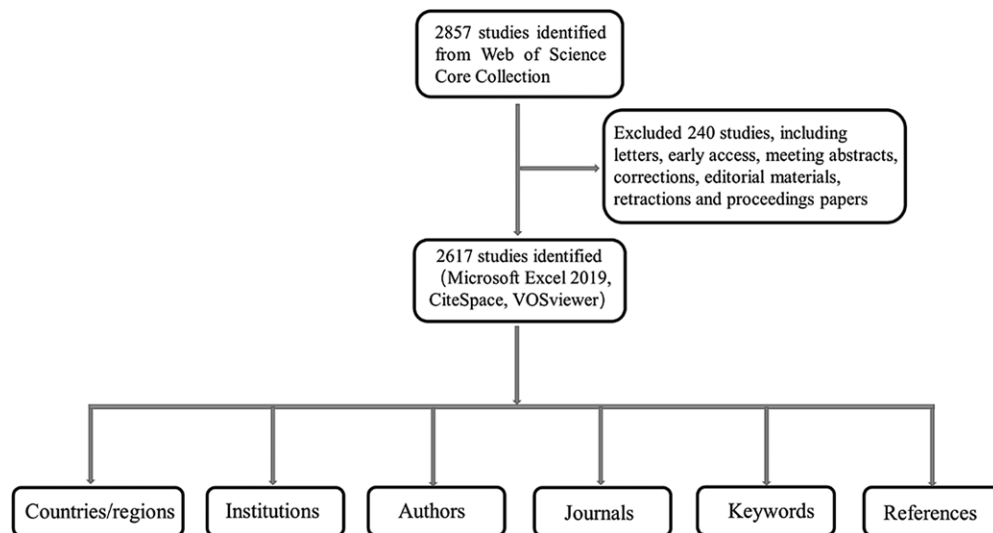 2857 studies identified
from Web of Science
Core Collection
Excluded 240 studies, including
letters, early access, meeting abstracts,
corrections, editorial materials,
retractions and proceedings papers
2617 studies identified
（Microsoft Excel 2019,
CiteSpace, VOSviewer）
Countries/regions
Institutions
Authors
Journals
Keywords
References